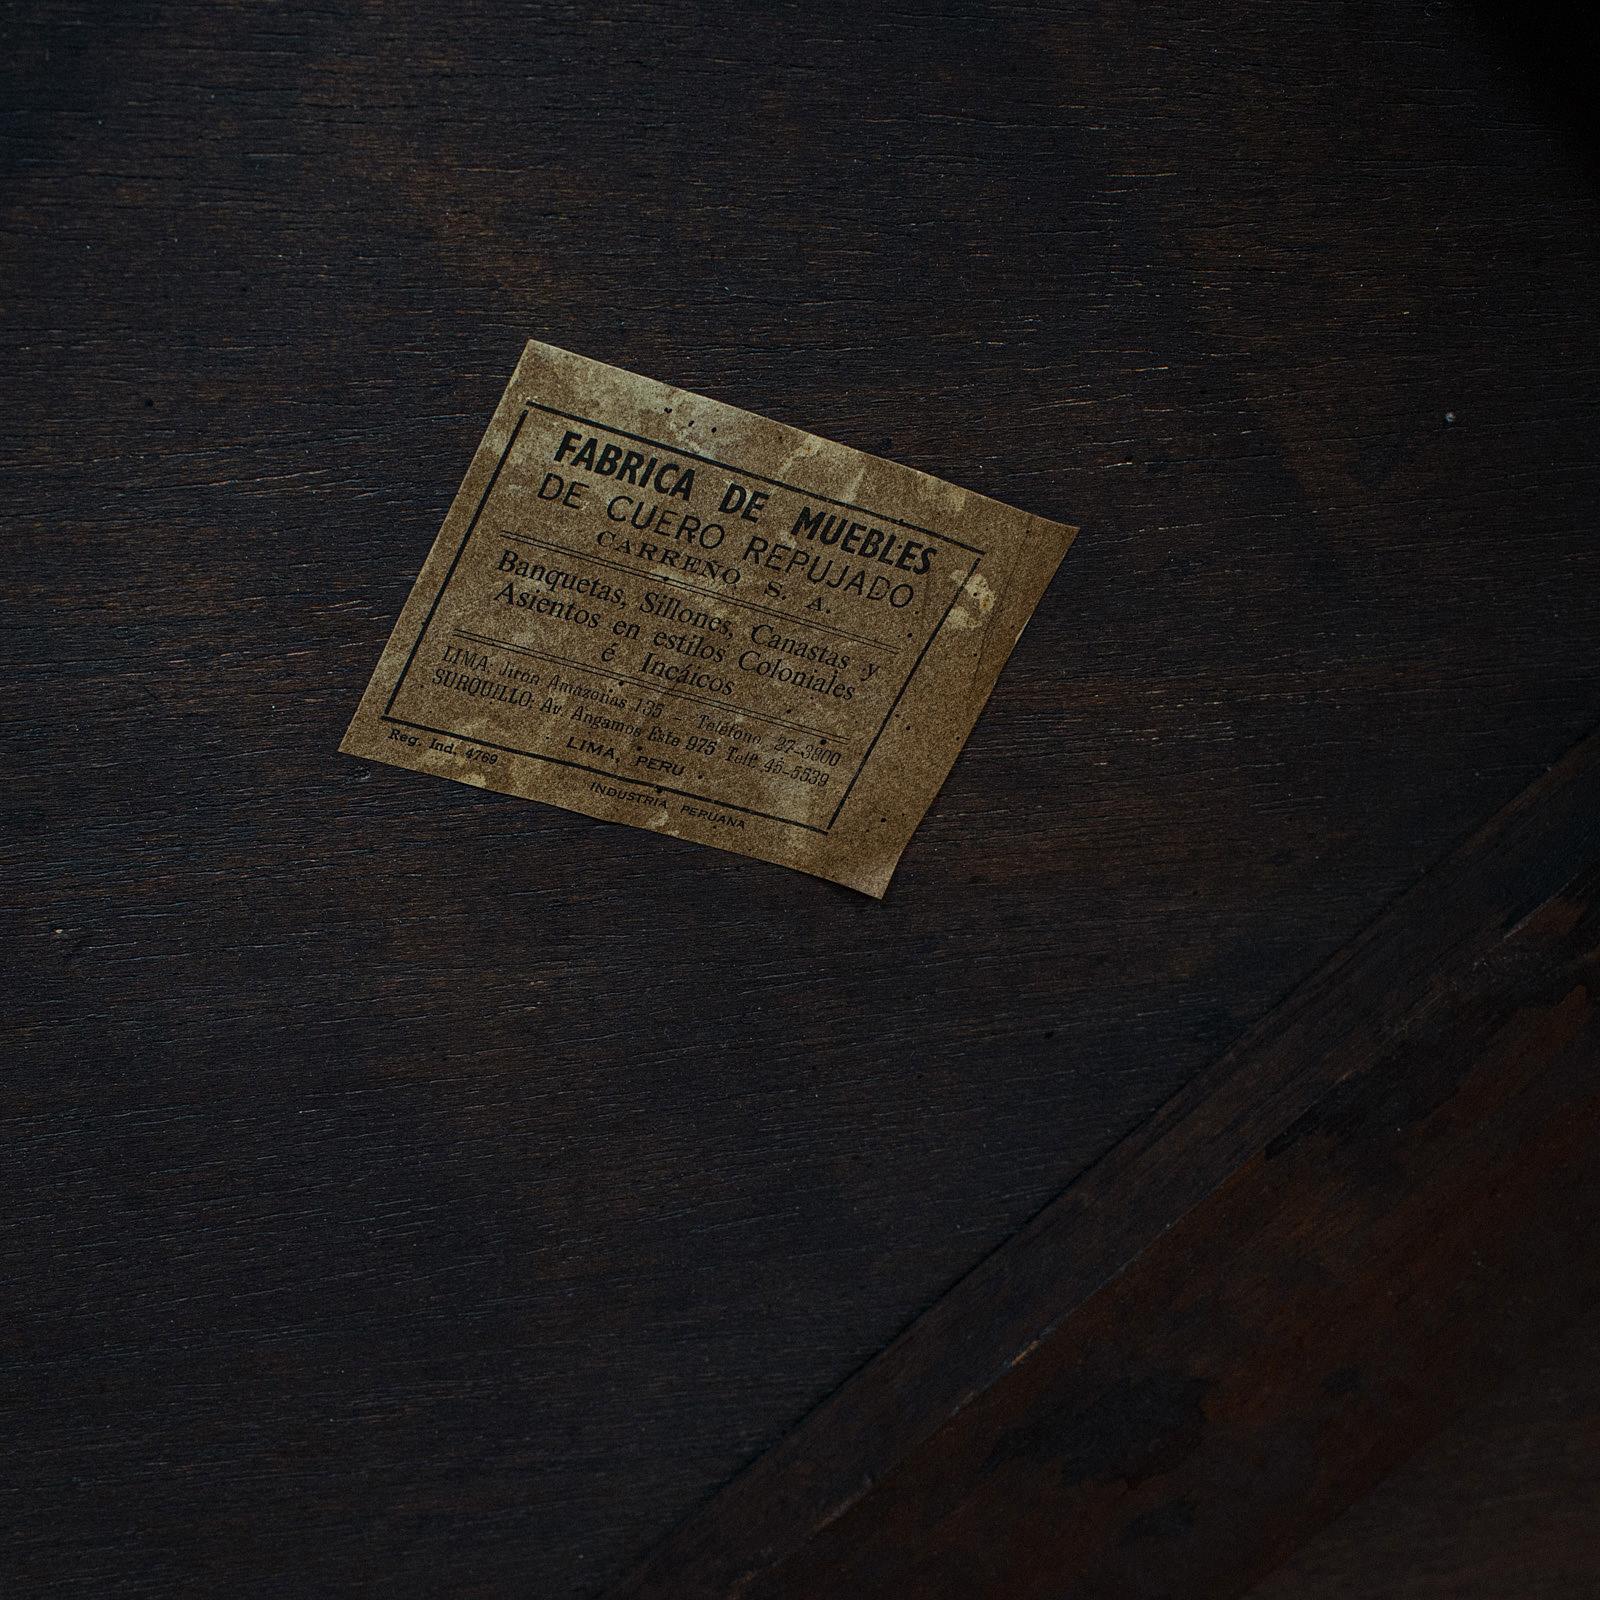 FABRICA DE MUEBLES
DE CUERO REPUJADO
CARREÑO S. A.
Banquetas, Sillones, Canastas y
Asientos en estilos Coloniales
é Incáicos
LIMA: Jirón Amazonas 135 - Teléfono. 27-3800
SURQUILLO: Av. Angamos Este 975 Telf. 45-5539
LIMA, PERU
Reg. Ind. 4769
INDUSTRIA PERUANA